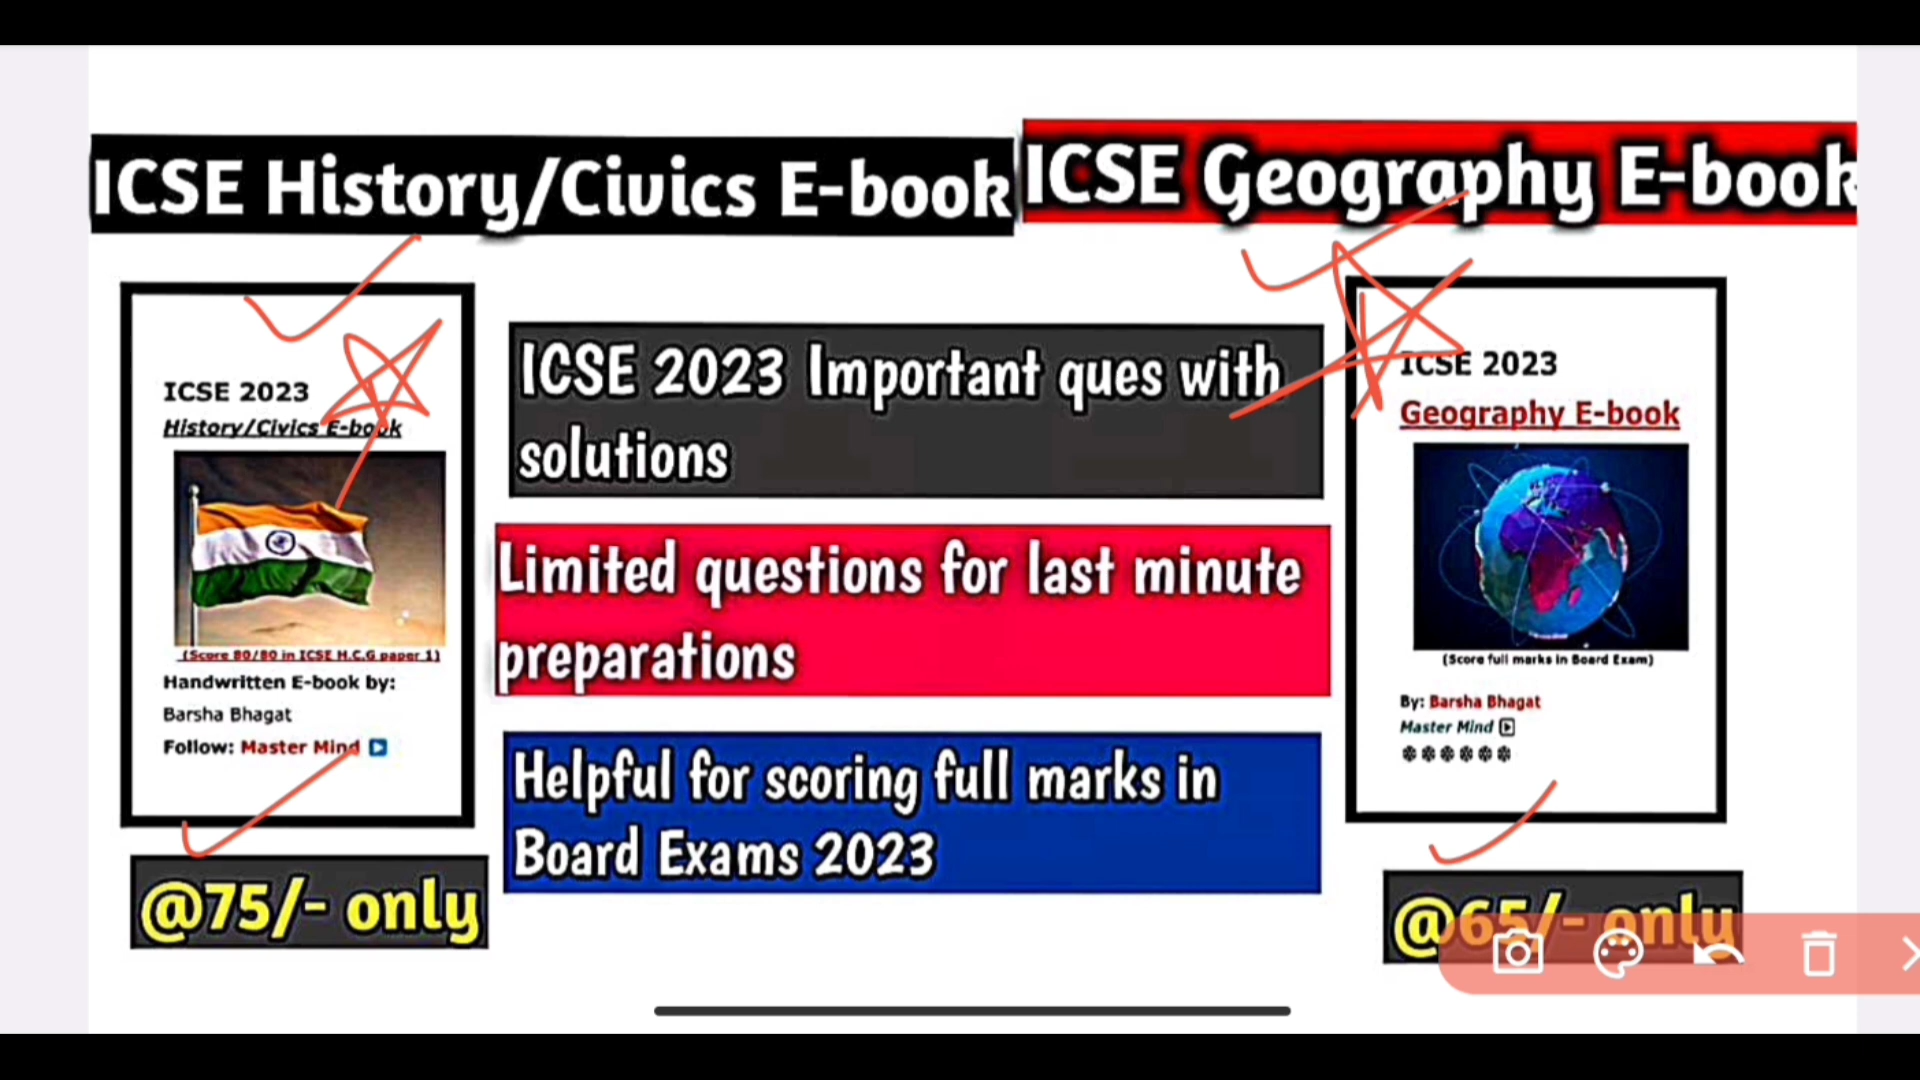 ICSE History/Civics E-book
ICSE Geography E-book
ICSE 2023
History/Civics E-book
(Score 80/80 in ICSE H.C.G paper 1)
Handwritten E-book by:
Barsha Bhagat
Follow: Master Mind
@75/- only
ICSE 2023 Important ques with
solutions
Limited questions for last minute
preparations
Helpful for scoring full marks in
Board Exams 2023
ICSE 2023
Geography E-book
(Score full marks in Board Exam)
By: Barsha Bhagat
Master Mind
@65/- only